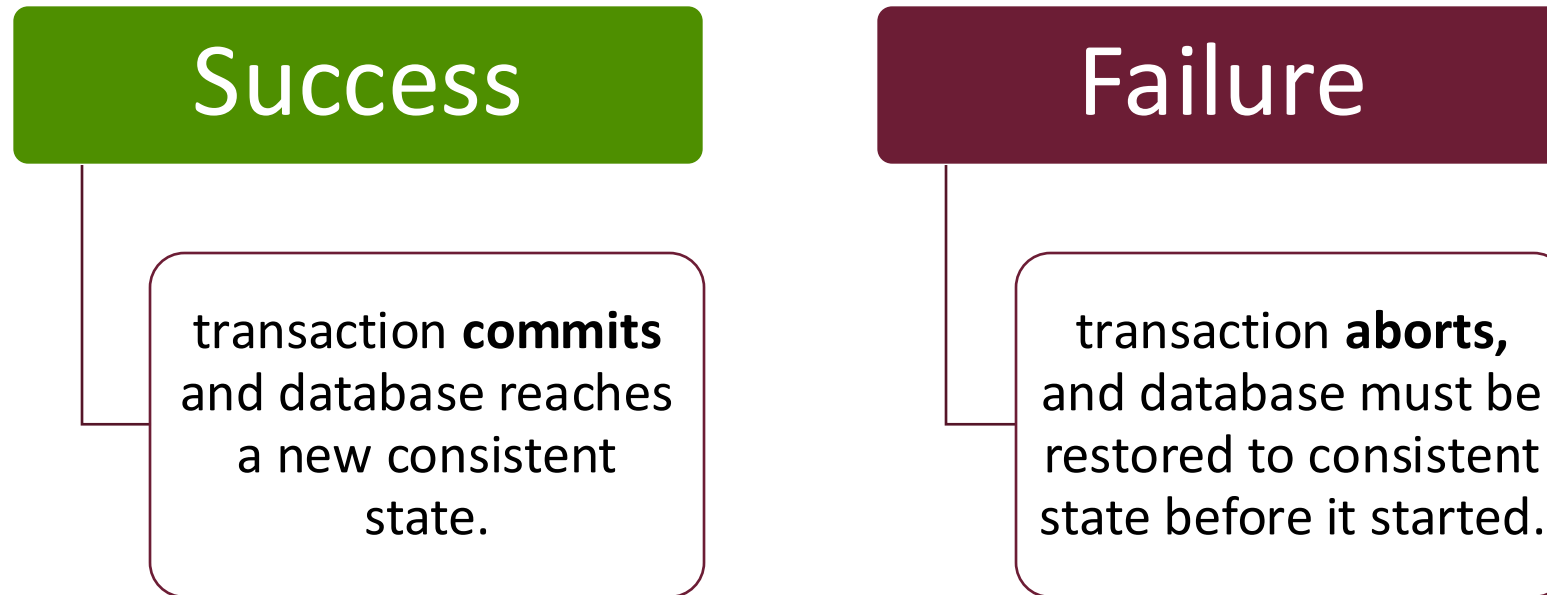 Success
transaction commits
and database reaches
a new consistent
state.
Failure
transaction aborts,
and database must be
restored to consistent
state before it started.